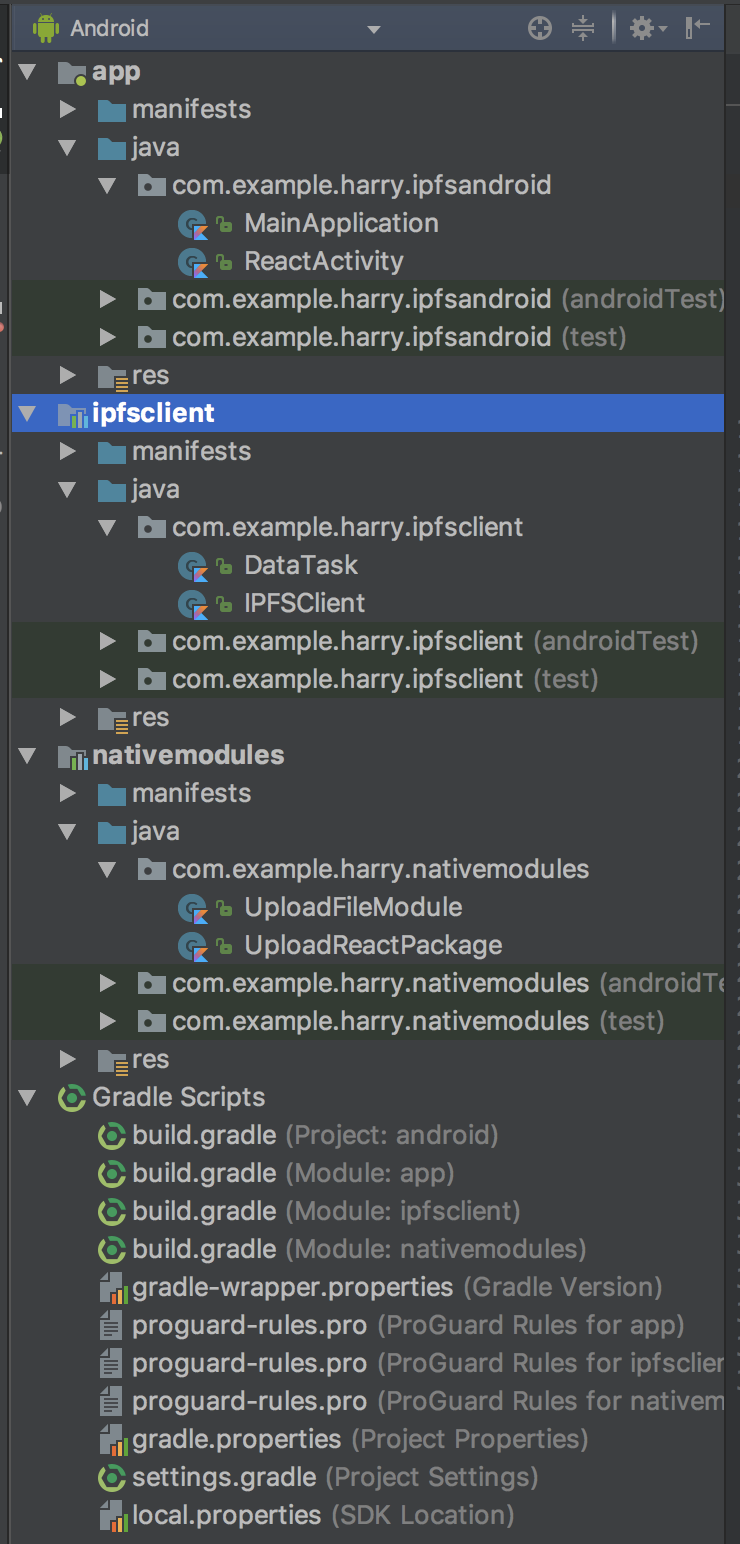 Android
app
manifests
java
com.example.harry.ipfsandroid
MainApplication
ReactActivity
com.example.harry.ipfsandroid (androidTest)
com.example.harry.ipfsandroid (test)
res
ipfsclient
manifests
java
com.example.harry.ipfsclient
DataTask
IPFSClient
com.example.harry.ipfsclient (androidTest)
com.example.harry.ipfsclient (test)
res
nativemodules
manifests
java
com.example.harry.nativemodules
UploadFileModule
UploadReactPackage
com.example.harry.nativemodules (androidTe
com.example.harry.nativemodules (test)
res
Gradle Scripts
build.gradle (Project: android)
build.gradle (Module: app)
build.gradle (Module: ipfsclient)
build.gradle (Module: nativemodules)
gradle-wrapper.properties (Gradle Version)
proguard-rules.pro (ProGuard Rules for app)
proguard-rules.pro (ProGuard Rules for ipfsclier
proguard-rules.pro (ProGuard Rules for nativem
gradle.properties (Project Properties)
settings.gradle (Project Settings)
local.properties (SDK Location)